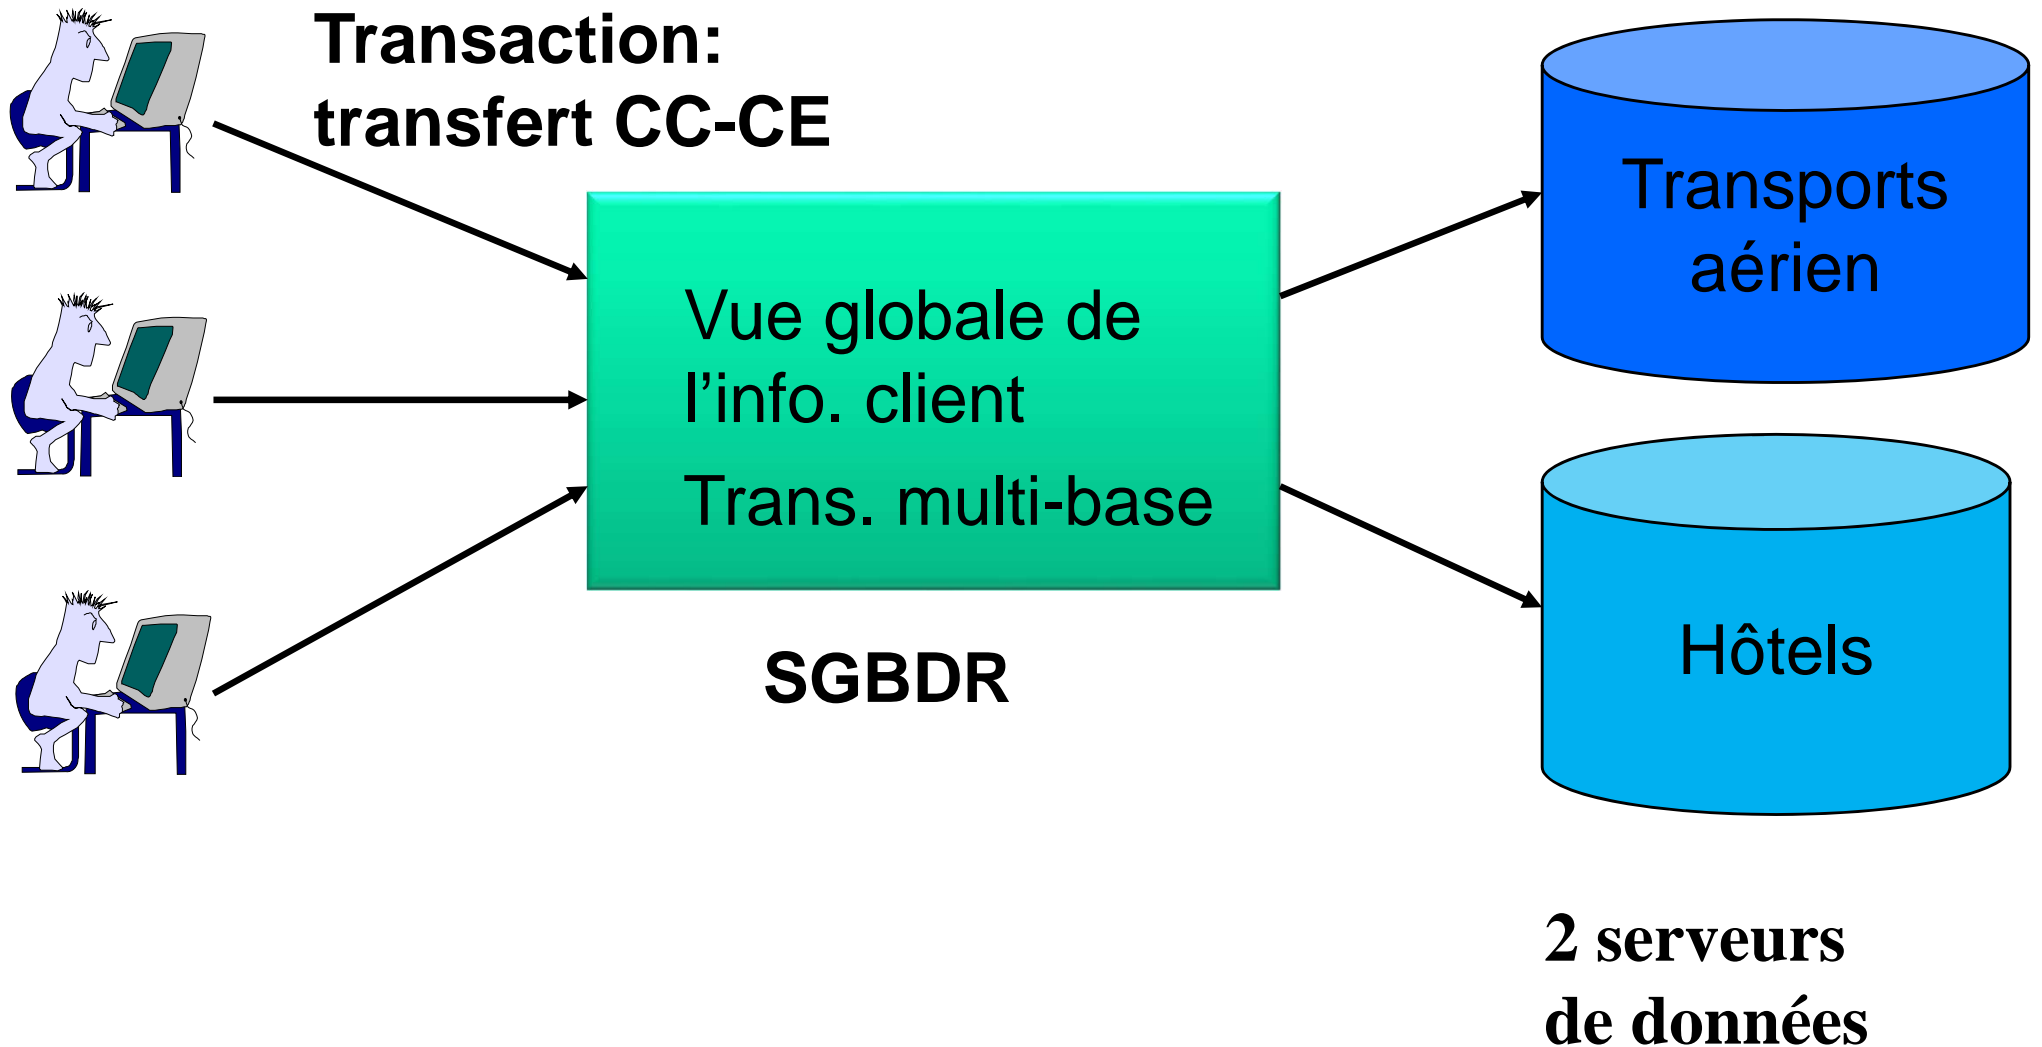 Transaction:
transfert CC-CE
Vue globale de
l’info. client
Trans. multi-base
SGBDR
Transports
aérien
Hôtels
2 serveurs
de données